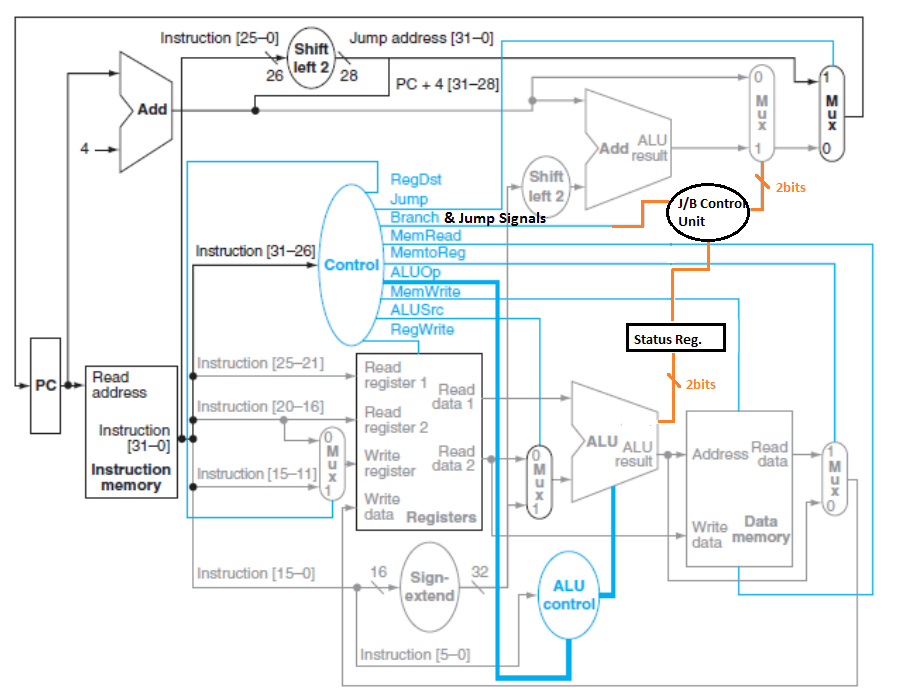 Instruction [25–0]
Shift
left 2
Jump address [31–0]
26
28
PC + 4 [31–28]
Add
4
0
M
u
x
1
1
M
u
x
0
Add
ALU
result
Shift
left 2
2bits
J/B Control
Unit
RegDst
Jump
Branch & Jump Signals
MemRead
MemtoReg
ALUOp
MemWrite
ALUSrc
RegWrite
Instruction [31–26]
Control
Status Reg.
2bits
PC
Read
address
Instruction
[31–0]
Instruction
memory
Instruction [25–21]
Instruction [20–16]
Instruction [15–11]
0
M
u
x
1
Read
register 1
Read
register 2
Write
register
Write
data
Read
data 1
Read
data 2
Registers
0
M
u
x
1
ALU
ALU
result
Address
Read
data
Write
data
Data
memory
1
M
u
x
0
Instruction [15–0]
16
Sign-
extend
32
ALU
control
Instruction [5–0]